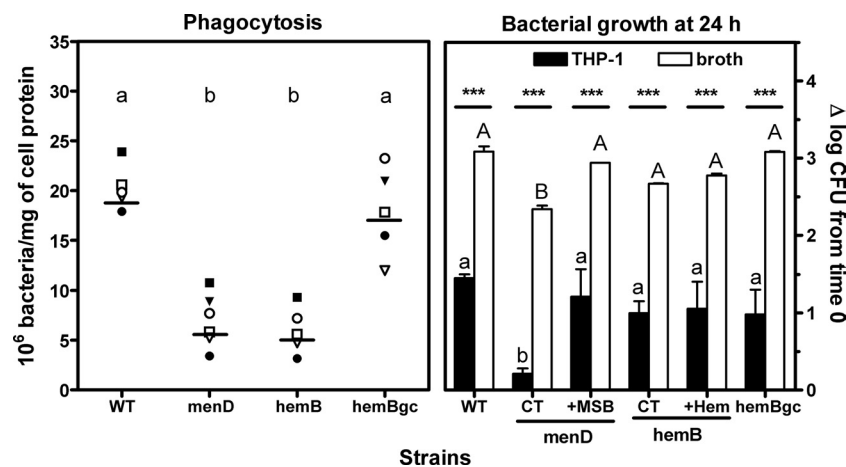 Phagocytosis
Bacterial growth at 24 h
35
30
25
20
15
10
5
0
10⁶ bacteria/mg of cell protein
a b b a
WT menD hemB hemBgc
THP-1 broth
*** *** *** *** *** ***
A B A A A A
a b a a a a
4
3
2
1
0
Δ log CFU from time 0
WT CT +MSB CT +Hem hemBgc
menD hemB
Strains